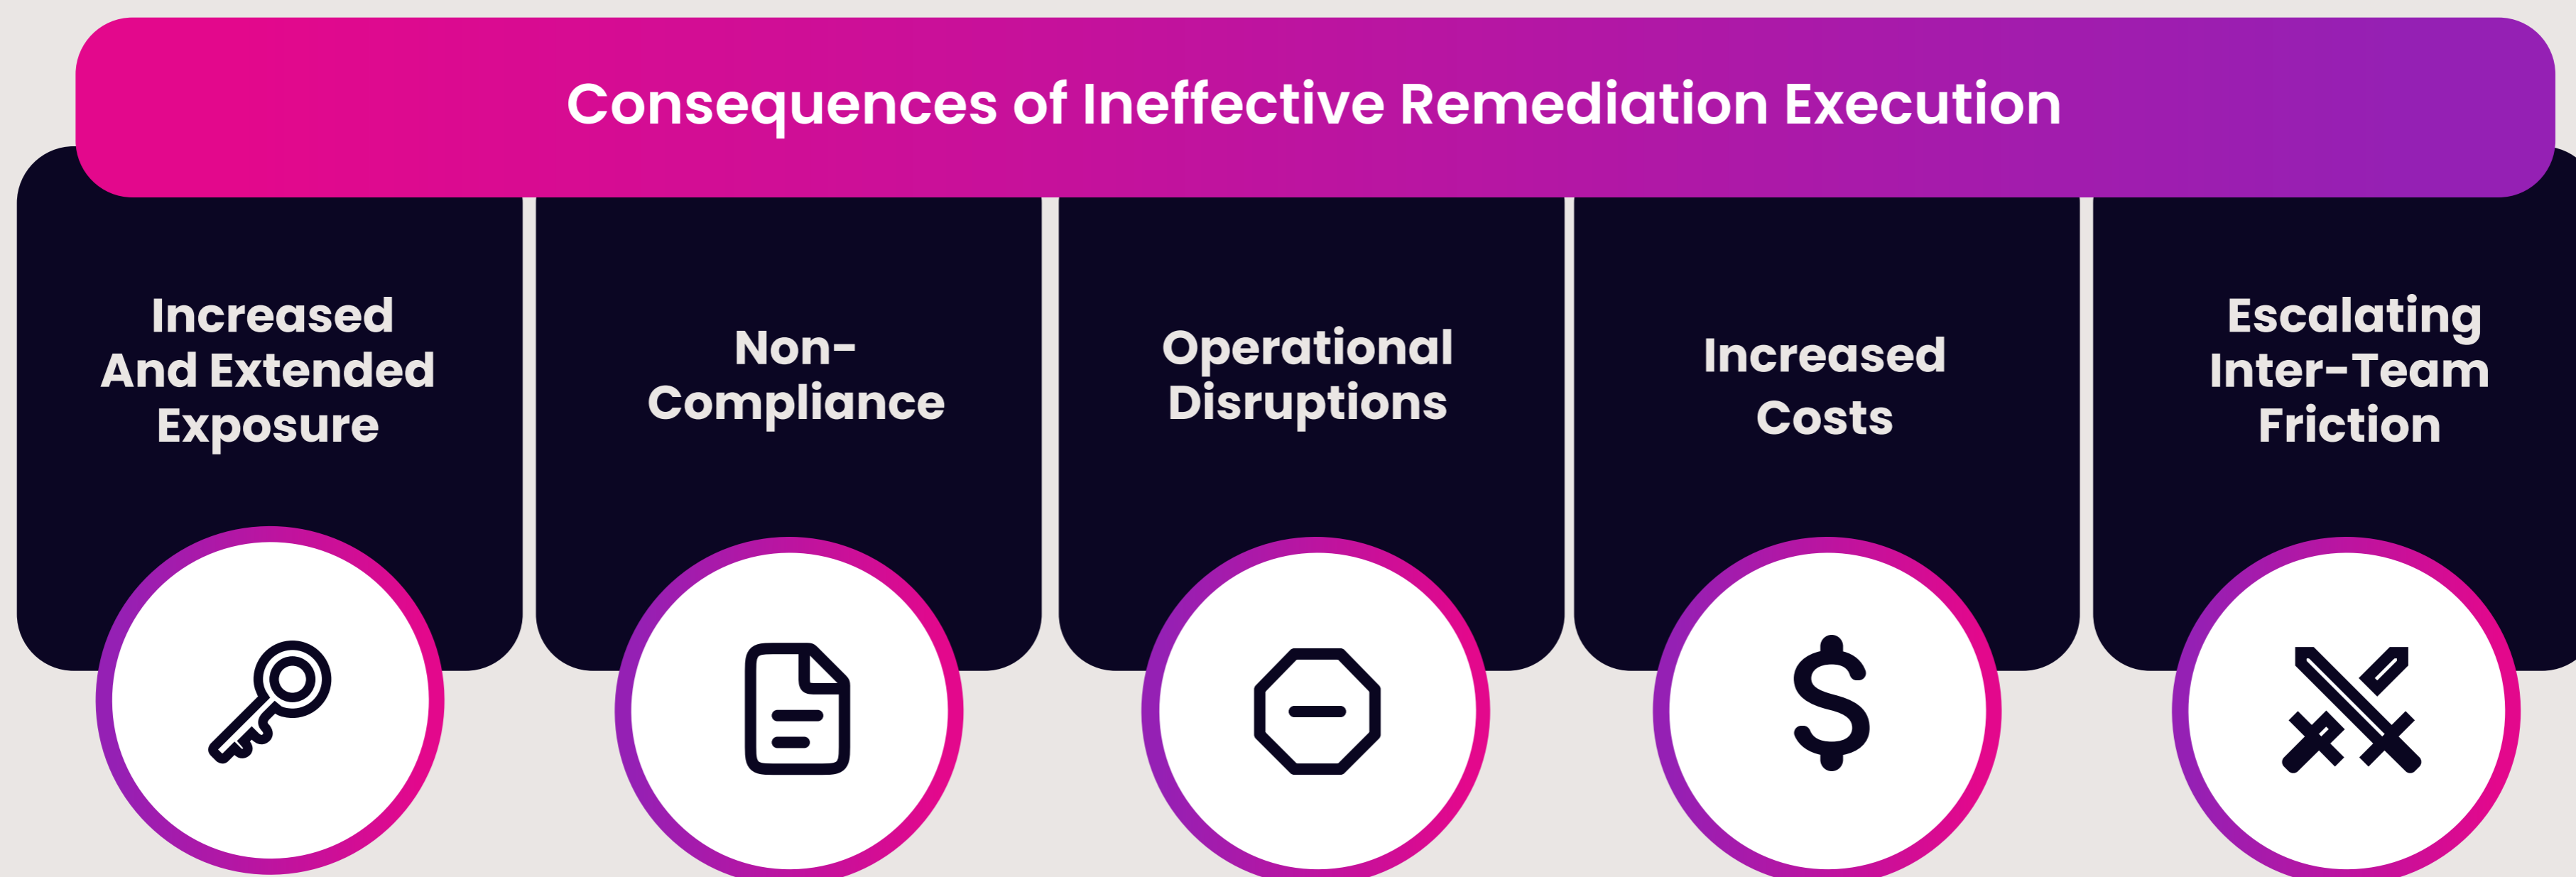 Consequences of Ineffective Remediation Execution
Increased
And Extended
Exposure
Non-
Compliance
Operational
Disruptions
Increased
Costs
Escalating
Inter-Team
Friction
$